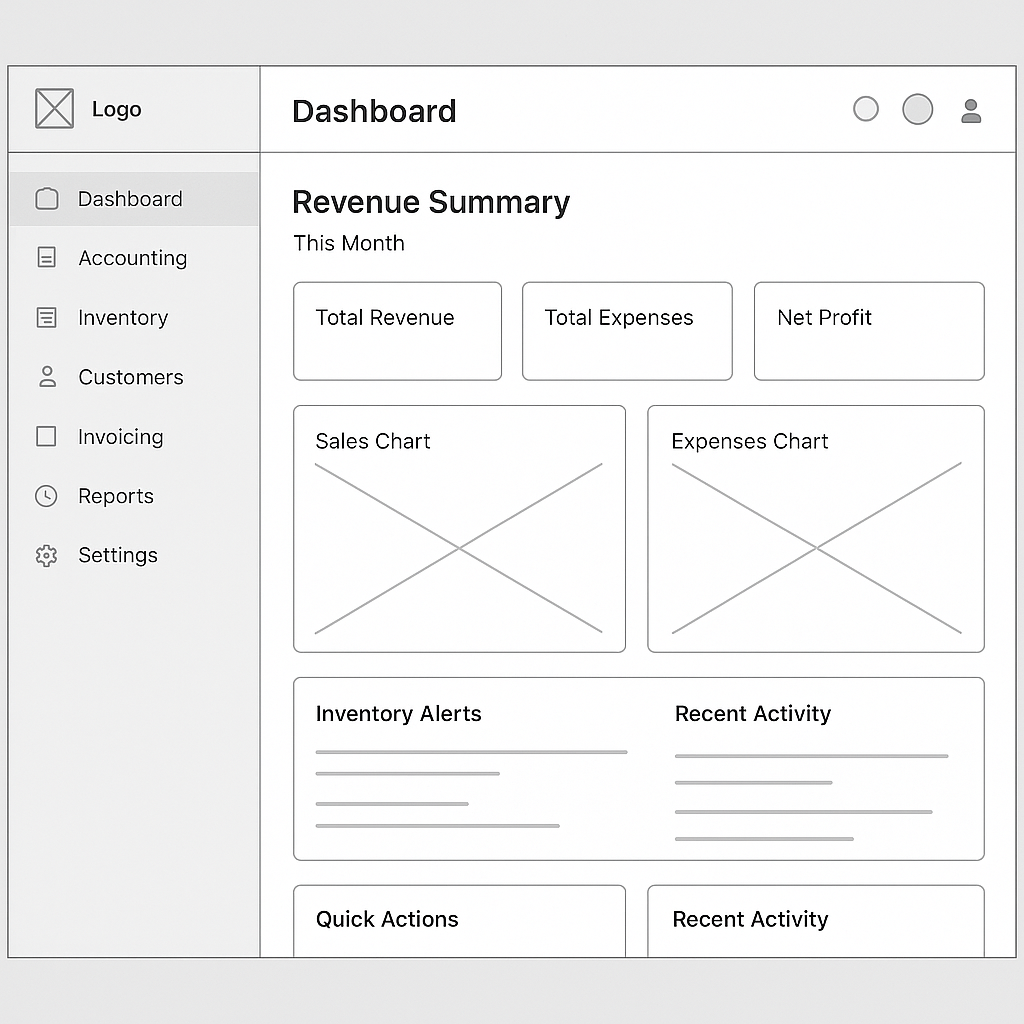 Logo
Dashboard
Dashboard
Accounting
Inventory
Customers
Invoicing
Reports
Settings
Revenue Summary
This Month
Total Revenue
Total Expenses
Net Profit
Sales Chart
Expenses Chart
Inventory Alerts
Recent Activity
Quick Actions
Recent Activity